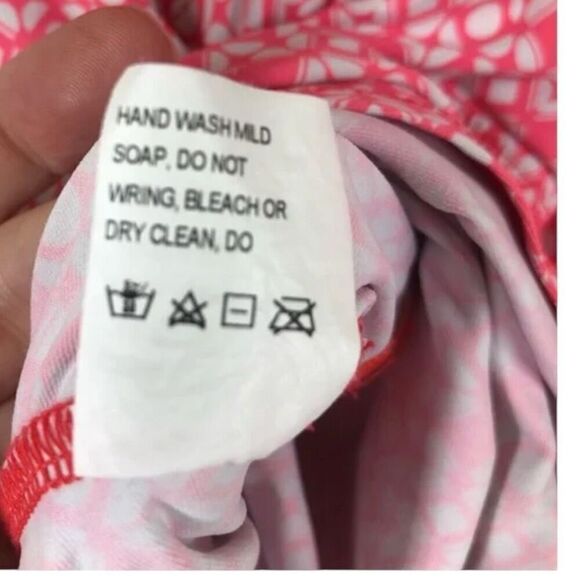 HAND WASH MILD
SOAP, DO NOT
WRING, BLEACH OR
DRY CLEAN, DO